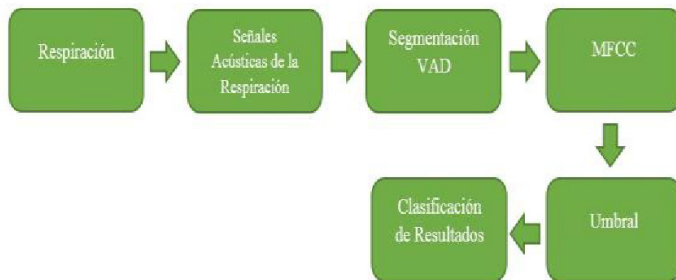 Respiración
Señales
Acústicas de la
Respiración
Segmentación
VAD
MFCC
Umbral
Clasificación
de Resultados